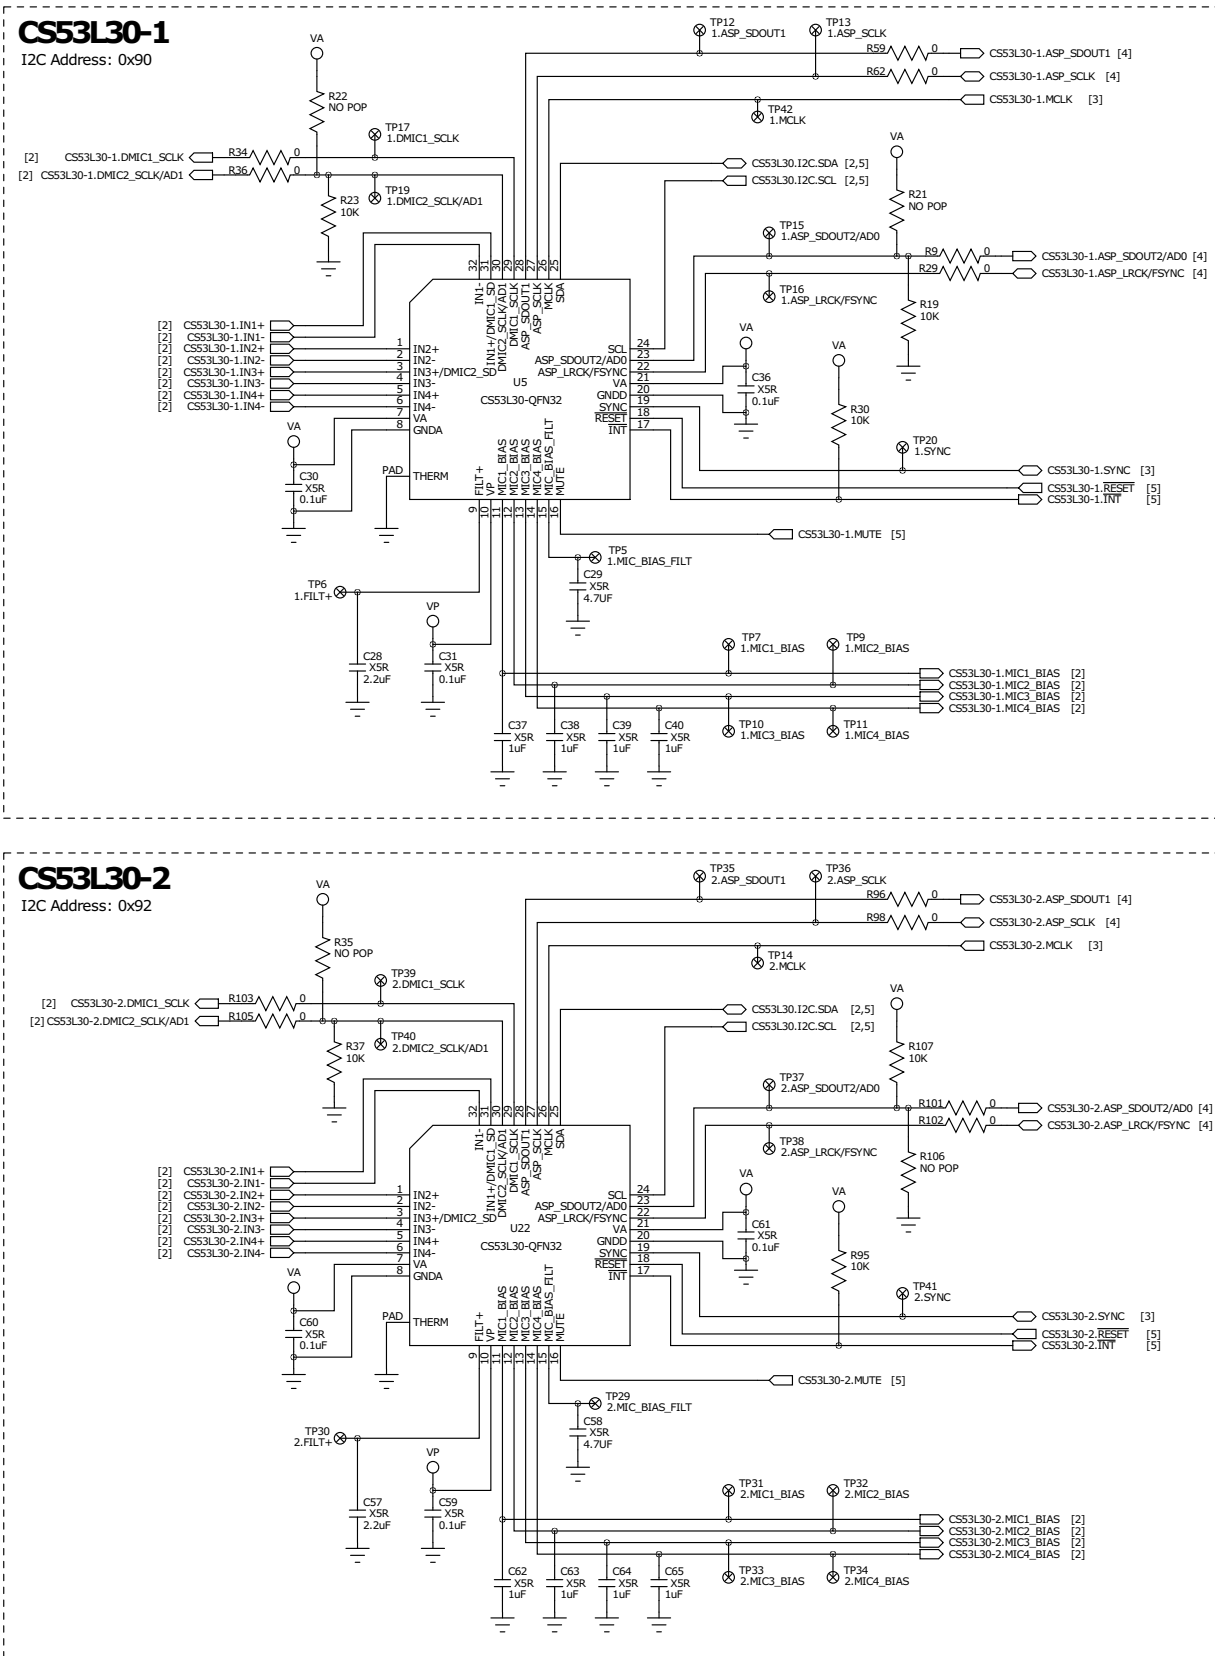 CS53L30-1
I2C Address: 0x90
VA
R22
NO POP
TP12
1.ASP_SDOUT1
TP13
1.ASP_SCLK
R59 0 CS53L30-1.ASP_SDOUT1 [4]
R62 0 CS53L30-1.ASP_SCLK [4]
CS53L30-1.MCLK [3]
TP42
1.MCLK
TP17
1.DMIC1_SCLK
[2] CS53L30-1.DMIC1_SCLK R34 0
[2] CS53L30-1.DMIC2_SCLK/AD1 R36 0
TP19
1.DMIC2_SCLK/AD1
R23
10K
CS53L30.I2C.SDA [2,5]
CS53L30.I2C.SCL [2,5]
VA
R21
NO POP
TP15
1.ASP_SDOUT2/AD0
R9 0 CS53L30-1.ASP_SDOUT2/AD0 [4]
R29 0 CS53L30-1.ASP_LRCK/FSYNC [4]
TP16
1.ASP_LRCK/FSYNC
R19
10K
32 31 30 29 28 27 26 25
IN1-
IN1+/DMIC1_SD
DMIC2_SCLK/AD1
DMIC1_SCLK
ASP_SDOUT1
ASP_SCLK
MCLK
SDA
[2] CS53L30-1.IN1+
[2] CS53L30-1.IN1-
[2] CS53L30-1.IN2+
[2] CS53L30-1.IN2-
[2] CS53L30-1.IN3+
[2] CS53L30-1.IN3-
[2] CS53L30-1.IN4+
[2] CS53L30-1.IN4-
1 IN2+
2 IN2-
3 IN3+/DMIC2_SD
4 IN3-
5 IN4+
6 IN4-
7 VA
8 GNDA
PAD THERM
U5
CS53L30-QFN32
SCL 24
ASP_SDOUT2/AD0 23
ASP_LRCK/FSYNC 22
VA 21
GNDD 20
SYNC 19
RESET 18
INT 17
VA
C36
X5R
0.1uF
VA
R30
10K
TP20
1.SYNC
CS53L30-1.SYNC [3]
CS53L30-1.RESET [5]
CS53L30-1.INT [5]
VA
C30
X5R
0.1uF
FILT+
VP
MIC1_BIAS
MIC2_BIAS
MIC3_BIAS
MIC4_BIAS
MIC_BIAS_FILT
MUTE
9 10 11 12 13 14 15 16
CS53L30-1.MUTE [5]
TP5
1.MIC_BIAS_FILT
C29
X5R
4.7UF
TP6
1.FILT+
VP
C28
X5R
2.2uF
C31
X5R
0.1uF
TP7
1.MIC1_BIAS
TP9
1.MIC2_BIAS
CS53L30-1.MIC1_BIAS [2]
CS53L30-1.MIC2_BIAS [2]
CS53L30-1.MIC3_BIAS [2]
CS53L30-1.MIC4_BIAS [2]
TP10
1.MIC3_BIAS
TP11
1.MIC4_BIAS
C37
X5R
1uF
C38
X5R
1uF
C39
X5R
1uF
C40
X5R
1uF
CS53L30-2
I2C Address: 0x92
VA
R35
NO POP
TP35
2.ASP_SDOUT1
TP36
2.ASP_SCLK
R96 0 CS53L30-2.ASP_SDOUT1 [4]
R98 0 CS53L30-2.ASP_SCLK [4]
CS53L30-2.MCLK [3]
TP14
2.MCLK
TP39
2.DMIC1_SCLK
[2] CS53L30-2.DMIC1_SCLK R103 0
[2] CS53L30-2.DMIC2_SCLK/AD1 R105 0
TP40
2.DMIC2_SCLK/AD1
R37
10K
CS53L30.I2C.SDA [2,5]
CS53L30.I2C.SCL [2,5]
VA
R107
10K
TP37
2.ASP_SDOUT2/AD0
R101 0 CS53L30-2.ASP_SDOUT2/AD0 [4]
R102 0 CS53L30-2.ASP_LRCK/FSYNC [4]
TP38
2.ASP_LRCK/FSYNC
R106
NO POP
32 31 30 29 28 27 26 25
IN1-
IN1+/DMIC1_SD
DMIC2_SCLK/AD1
DMIC1_SCLK
ASP_SDOUT1
ASP_SCLK
MCLK
SDA
[2] CS53L30-2.IN1+
[2] CS53L30-2.IN1-
[2] CS53L30-2.IN2+
[2] CS53L30-2.IN2-
[2] CS53L30-2.IN3+
[2] CS53L30-2.IN3-
[2] CS53L30-2.IN4+
[2] CS53L30-2.IN4-
1 IN2+
2 IN2-
3 IN3+/DMIC2_SD
4 IN3-
5 IN4+
6 IN4-
7 VA
8 GNDA
PAD THERM
U22
CS53L30-QFN32
SCL 24
ASP_SDOUT2/AD0 23
ASP_LRCK/FSYNC 22
VA 21
GNDD 20
SYNC 19
RESET 18
INT 17
VA
C61
X5R
0.1uF
VA
R95
10K
TP41
2.SYNC
CS53L30-2.SYNC [3]
CS53L30-2.RESET [5]
CS53L30-2.INT [5]
VA
C60
X5R
0.1uF
FILT+
VP
MIC1_BIAS
MIC2_BIAS
MIC3_BIAS
MIC4_BIAS
MIC_BIAS_FILT
MUTE
9 10 11 12 13 14 15 16
CS53L30-2.MUTE [5]
TP29
2.MIC_BIAS_FILT
C58
X5R
4.7UF
TP30
2.FILT+
VP
C57
X5R
2.2uF
C59
X5R
0.1uF
TP31
2.MIC1_BIAS
TP32
2.MIC2_BIAS
CS53L30-2.MIC1_BIAS [2]
CS53L30-2.MIC2_BIAS [2]
CS53L30-2.MIC3_BIAS [2]
CS53L30-2.MIC4_BIAS [2]
TP33
2.MIC3_BIAS
TP34
2.MIC4_BIAS
C62
X5R
1uF
C63
X5R
1uF
C64
X5R
1uF
C65
X5R
1uF